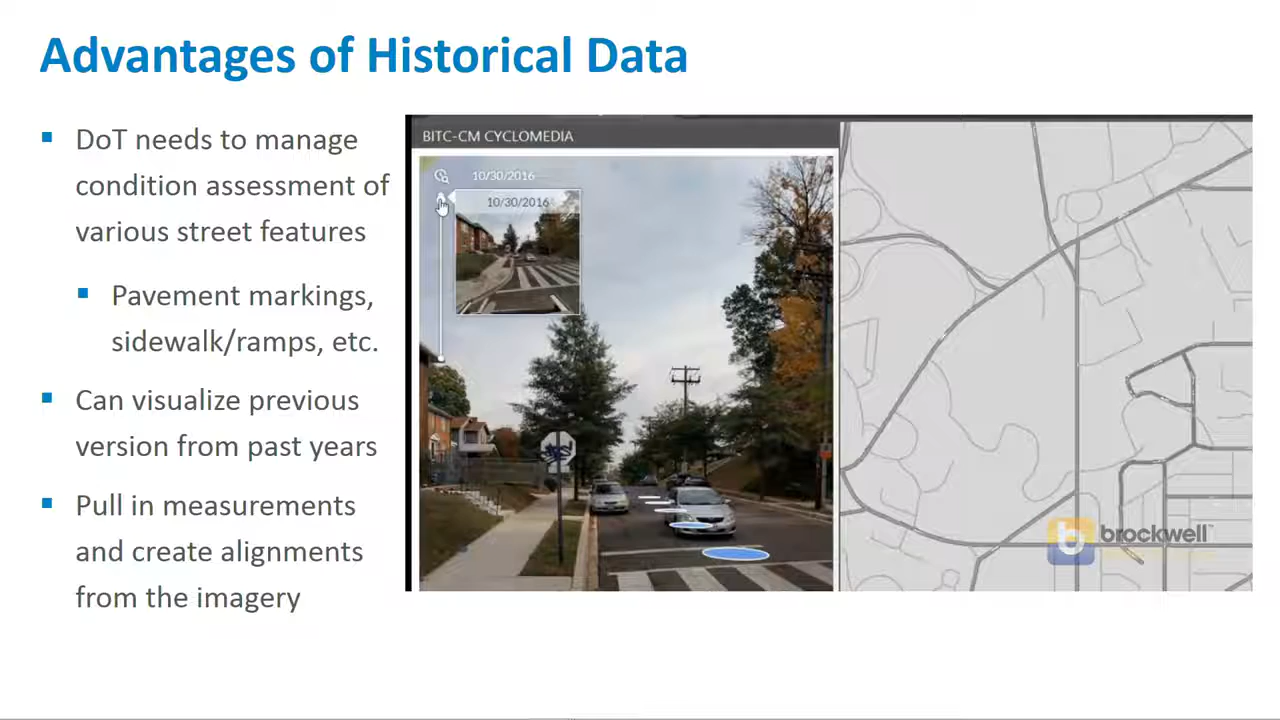 Advantages of Historical Data
▪ DoT needs to manage
condition assessment of
various street features
▪ Pavement markings,
sidewalk/ramps, etc.
▪ Can visualize previous
version from past years
▪ Pull in measurements
and create alignments
from the imagery
BITC-CM CYCLOMEDIA
10/30/2016
10/30/2016
b brockwell™